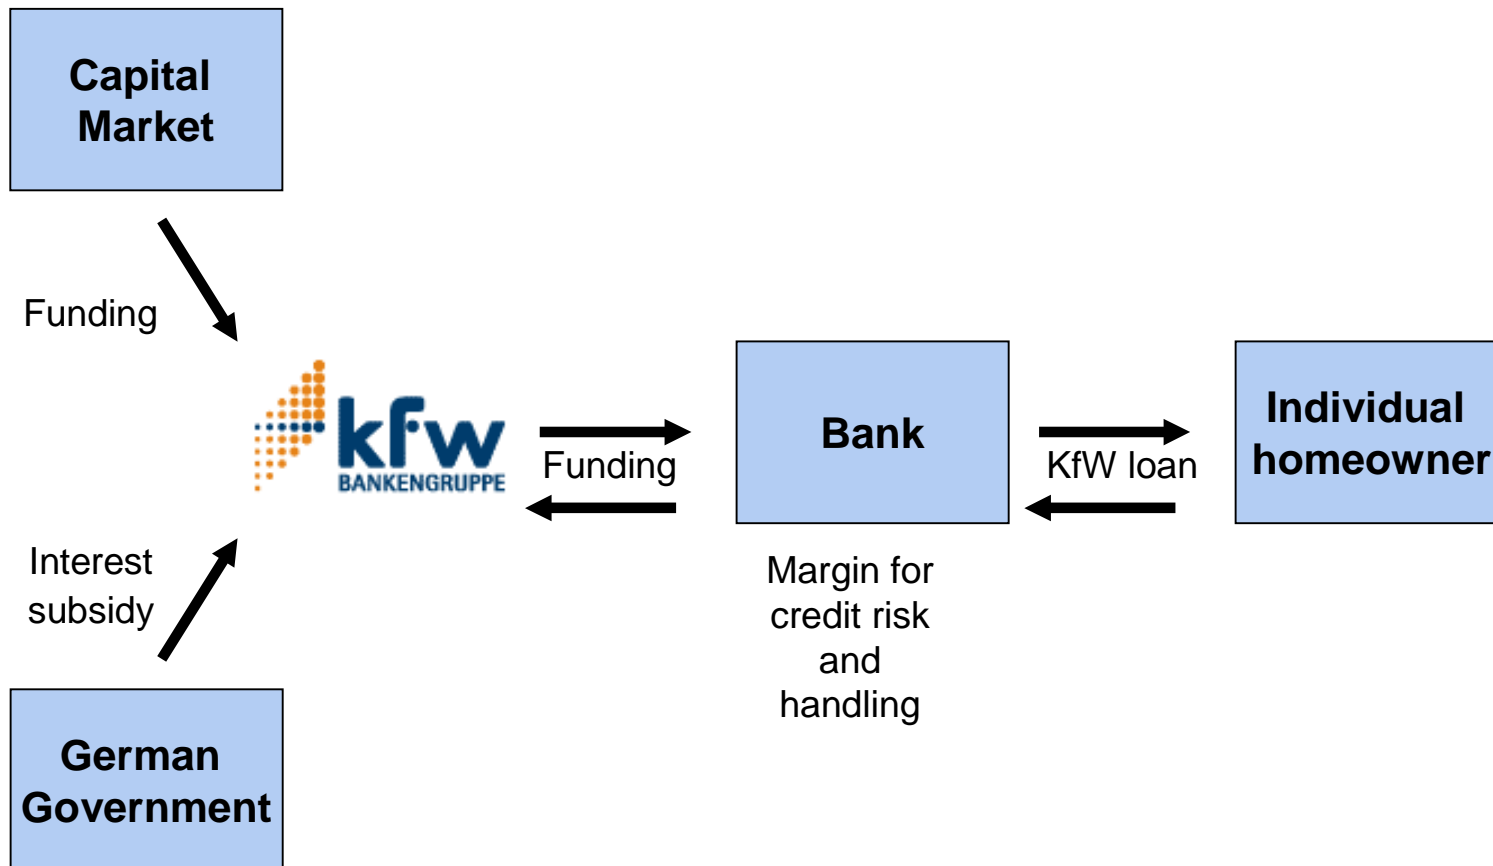 Capital
Market
Funding
kfw
BANKENGRUPPE
Funding
Bank
KfW loan
Individual
homeowner
Interest
subsidy
Margin for
credit risk
and
handling
German
Government